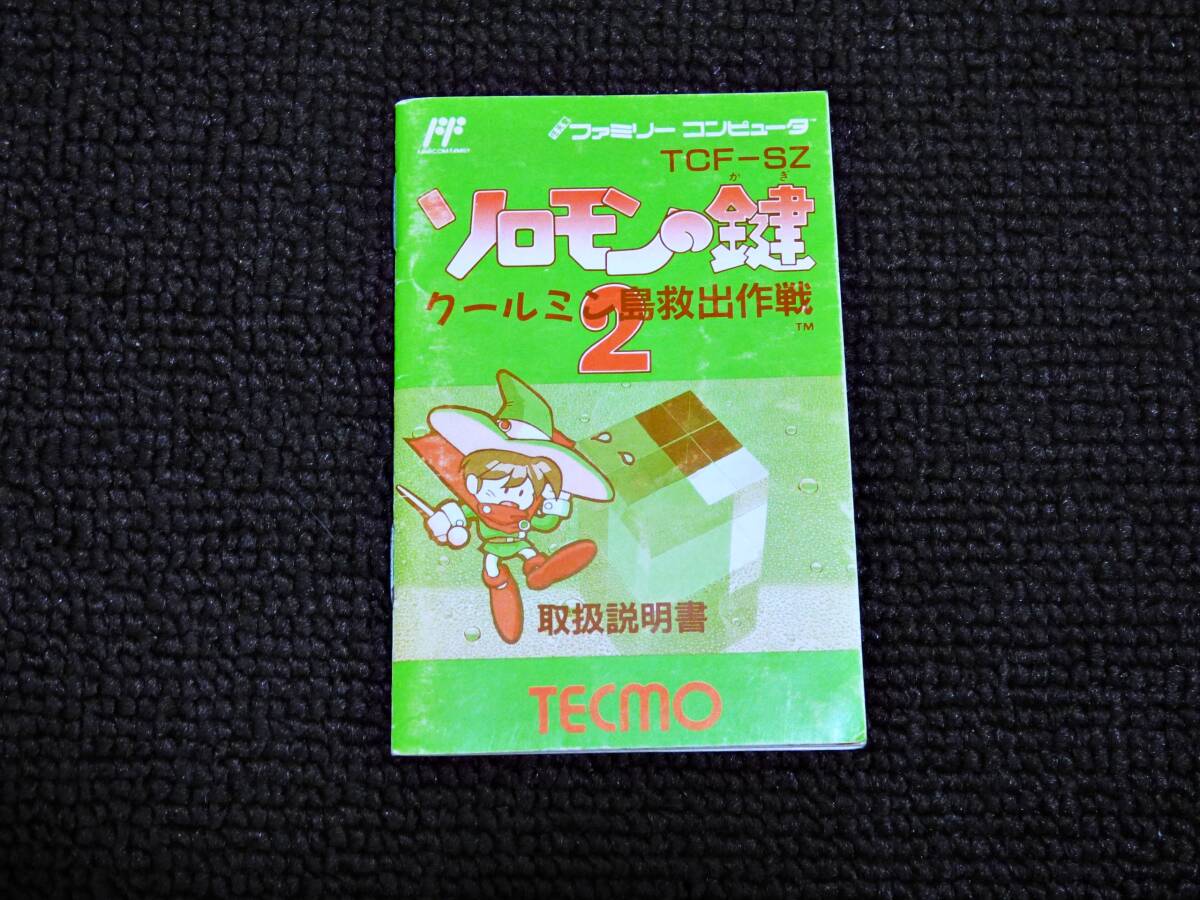 ファミリー コンピュータ™
TCF-SZ
かぎ
ソロモンの鍵
クールミン島救出作戦
™
2
取扱説明書
TECMO